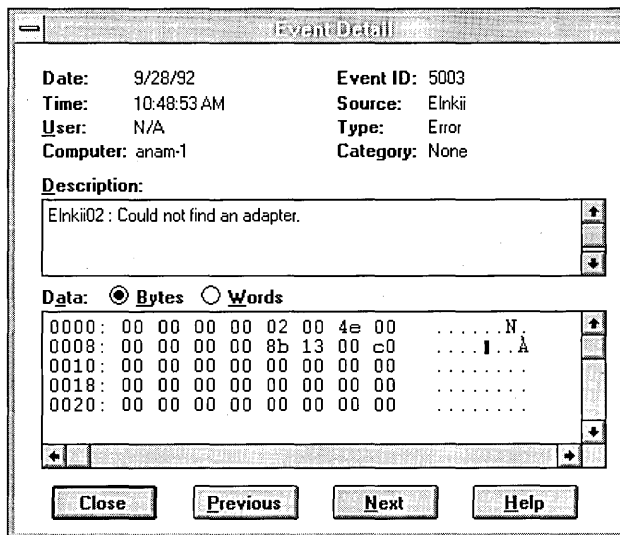 Event Detail
Date: 9/28/92 Event ID: 5003
Time: 10:48:53 AM Source: Elnkii
User: N/A Type: Error
Computer: anam-1 Category: None
Description:
Elnkii02 : Could not find an adapter.
Data: Bytes Words
0000: 00 00 00 00 02 00 4e 00 ......N.
0008: 00 00 00 00 8b 13 00 c0 ....▌..À
0010: 00 00 00 00 00 00 00 00 ........
0018: 00 00 00 00 00 00 00 00 ........
0020: 00 00 00 00 00 00 00 00 ........
Close Previous Next Help